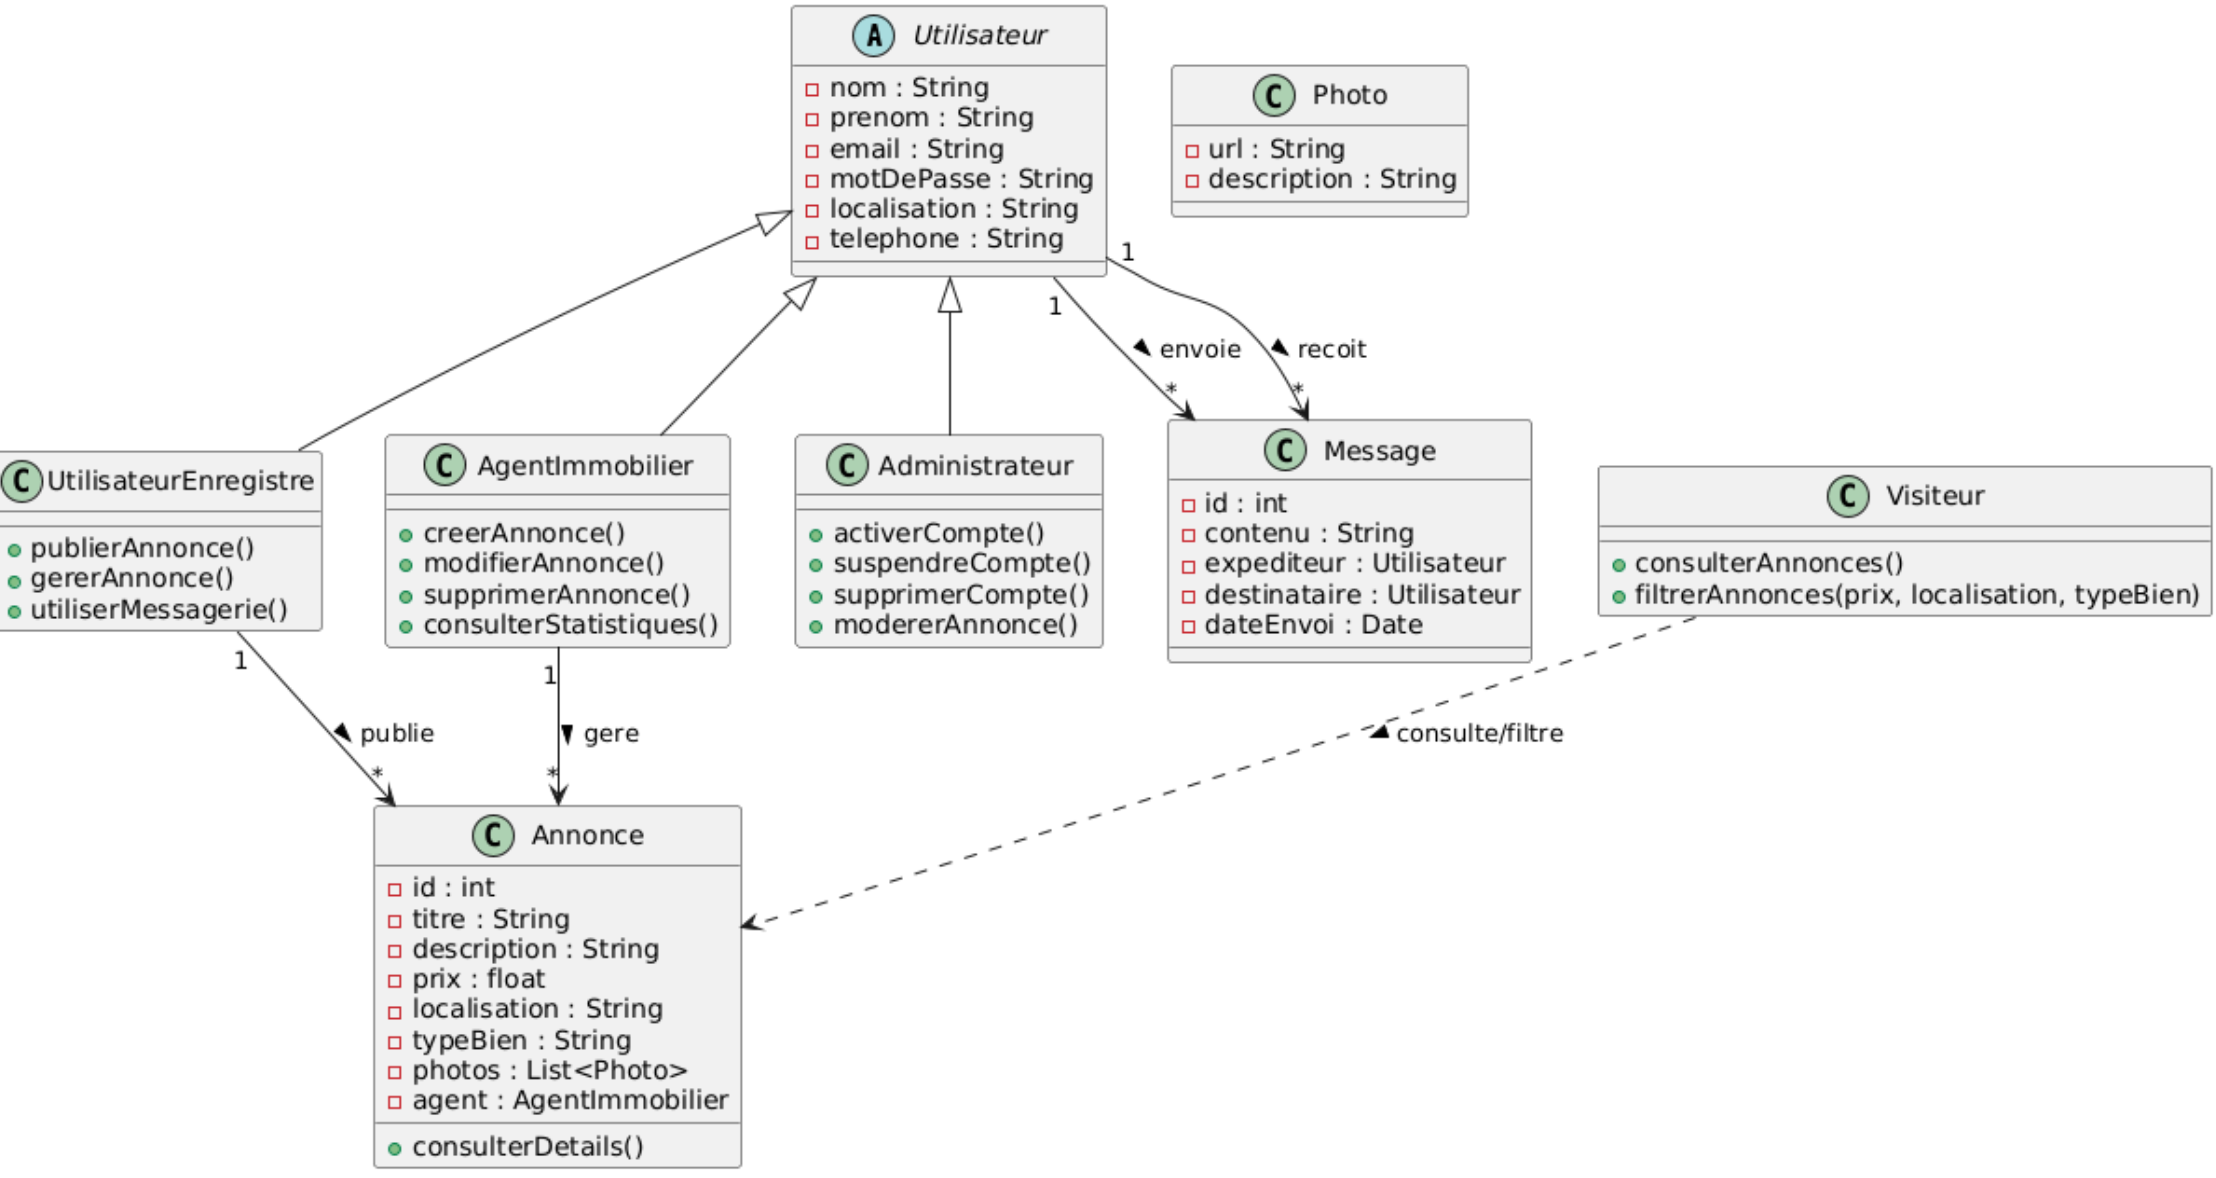 A Utilisateur
nom : String
prenom : String
email : String
motDePasse : String
localisation : String
telephone : String
C Photo
url : String
description : String
1
1
envoie
recoit
*
*
C UtilisateurEnregistre
publierAnnonce()
gererAnnonce()
utiliserMessagerie()
C AgentImmobilier
creerAnnonce()
modifierAnnonce()
supprimerAnnonce()
consulterStatistiques()
C Administrateur
activerCompte()
suspendreCompte()
supprimerCompte()
modererAnnonce()
C Message
id : int
contenu : String
expediteur : Utilisateur
destinataire : Utilisateur
dateEnvoi : Date
C Visiteur
consulterAnnonces()
filtrerAnnonces(prix, localisation, typeBien)
1
1
publie
gere
consulte/filtre
*
*
C Annonce
id : int
titre : String
description : String
prix : float
localisation : String
typeBien : String
photos : List<Photo>
agent : AgentImmobilier
consulterDetails()